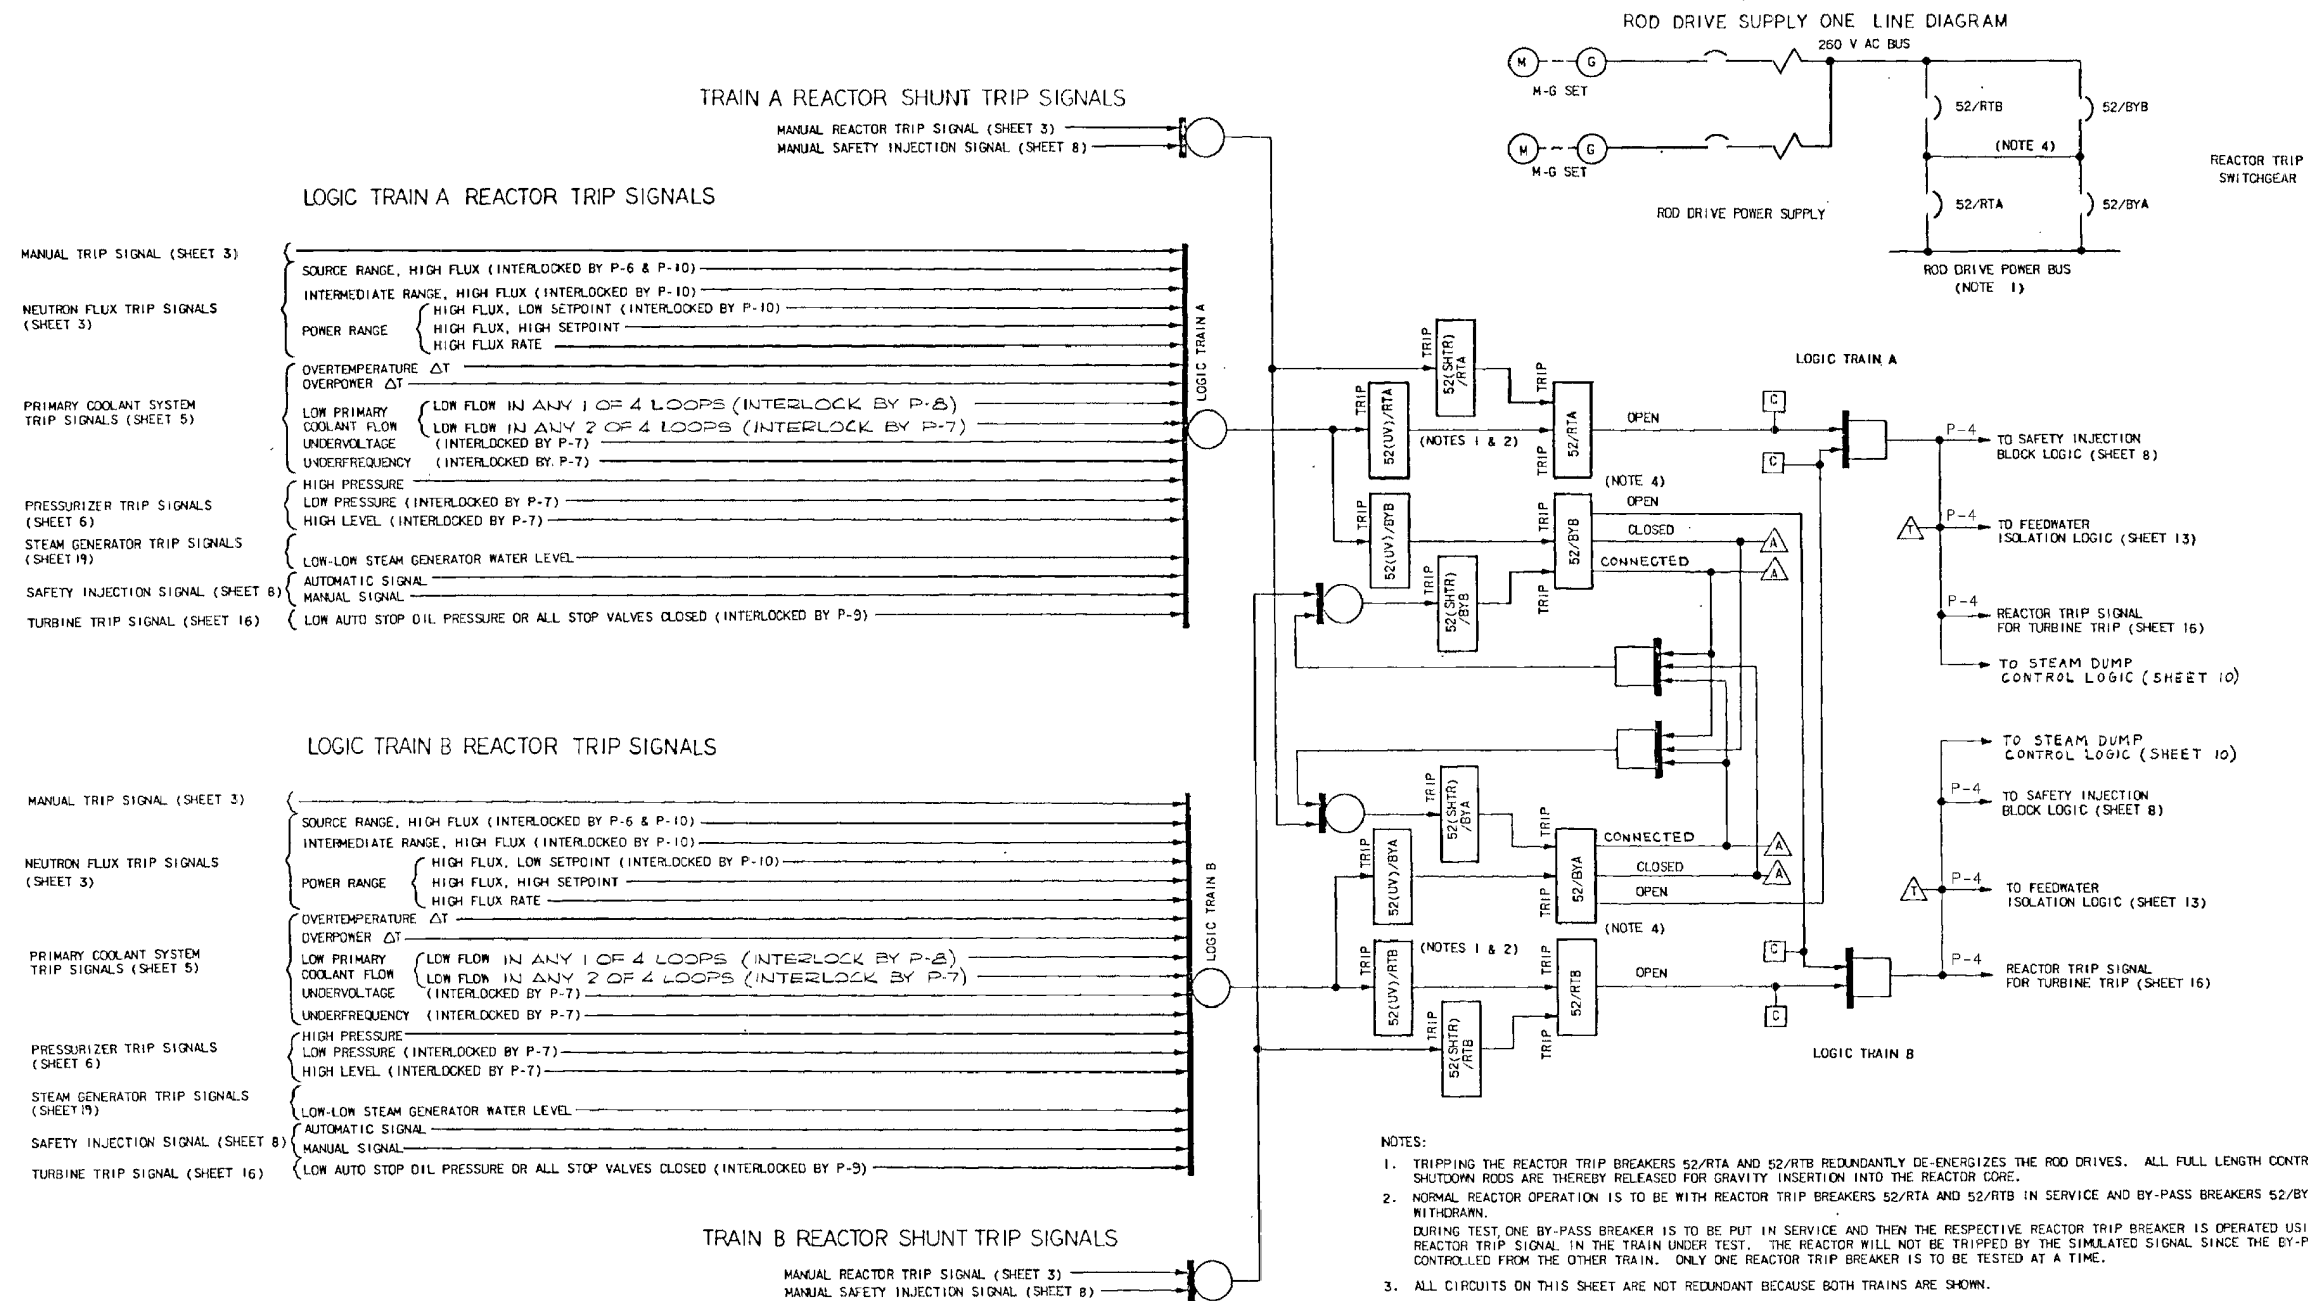 ROD DRIVE SUPPLY ONE LINE DIAGRAM
260 V AC BUS
M
G
M-G SET
M
G
M-G SET
52/RTB
52/BYB
(NOTE 4)
52/RTA
52/BYA
REACTOR TRIP
SWITCHGEAR
ROD DRIVE POWER SUPPLY
ROD DRIVE POWER BUS
(NOTE 1)
TRAIN A REACTOR SHUNT TRIP SIGNALS
MANUAL REACTOR TRIP SIGNAL (SHEET 3)
MANUAL SAFETY INJECTION SIGNAL (SHEET 8)
LOGIC TRAIN A REACTOR TRIP SIGNALS
MANUAL TRIP SIGNAL (SHEET 3)
NEUTRON FLUX TRIP SIGNALS
(SHEET 3)
SOURCE RANGE, HIGH FLUX (INTERLOCKED BY P-6 & P-10)
INTERMEDIATE RANGE, HIGH FLUX (INTERLOCKED BY P-10)
POWER RANGE
HIGH FLUX, LOW SETPOINT (INTERLOCKED BY P-10)
HIGH FLUX, HIGH SETPOINT
HIGH FLUX RATE
PRIMARY COOLANT SYSTEM
TRIP SIGNALS (SHEET 5)
OVERTEMPERATURE ΔT
OVERPOWER ΔT
LOW PRIMARY
COOLANT FLOW
LOW FLOW IN ANY 1 OF 4 LOOPS (INTERLOCK BY P-8)
LOW FLOW IN ANY 2 OF 4 LOOPS (INTERLOCK BY P-7)
UNDERVOLTAGE (INTERLOCKED BY P-7)
UNDERFREQUENCY (INTERLOCKED BY. P-7)
PRESSURIZER TRIP SIGNALS
(SHEET 6)
HIGH PRESSURE
LOW PRESSURE (INTERLOCKED BY P-7)
HIGH LEVEL (INTERLOCKED BY P-7)
STEAM GENERATOR TRIP SIGNALS
(SHEET 19)
LOW-LOW STEAM GENERATOR WATER LEVEL
SAFETY INJECTION SIGNAL (SHEET 8)
AUTOMATIC SIGNAL
MANUAL SIGNAL
TURBINE TRIP SIGNAL (SHEET 16)
LOW AUTO STOP OIL PRESSURE OR ALL STOP VALVES CLOSED (INTERLOCKED BY P-9)
LOGIC TRAIN A
TRIP
52(SHTR)
/RTA
TRIP
52(UV)/RTA
(NOTES 1 & 2)
TRIP
52/RTA
TRIP
OPEN
(NOTE 4)
TRIP
52(UV)/BYB
TRIP
52(SHTR)
/BYB
52/BYB
TRIP
OPEN
CLOSED
CONNECTED
A
A
C
C
LOGIC TRAIN A
P-4
TO SAFETY INJECTION
BLOCK LOGIC (SHEET 8)
T
P-4
TO FEEDWATER
ISOLATION LOGIC (SHEET 13)
P-4
REACTOR TRIP SIGNAL
FOR TURBINE TRIP (SHEET 16)
TO STEAM DUMP
CONTROL LOGIC (SHEET 10)
LOGIC TRAIN B REACTOR TRIP SIGNALS
MANUAL TRIP SIGNAL (SHEET 3)
NEUTRON FLUX TRIP SIGNALS
(SHEET 3)
SOURCE RANGE, HIGH FLUX (INTERLOCKED BY P-6 & P-10)
INTERMEDIATE RANGE, HIGH FLUX (INTERLOCKED BY P-10)
POWER RANGE
HIGH FLUX, LOW SETPOINT (INTERLOCKED BY P-10)
HIGH FLUX, HIGH SETPOINT
HIGH FLUX RATE
PRIMARY COOLANT SYSTEM
TRIP SIGNALS (SHEET 5)
OVERTEMPERATURE ΔT
OVERPOWER ΔT
LOW PRIMARY
COOLANT FLOW
LOW FLOW IN ANY 1 OF 4 LOOPS (INTERLOCK BY P-8)
LOW FLOW IN ANY 2 OF 4 LOOPS (INTERLOCK BY P-7)
UNDERVOLTAGE (INTERLOCKED BY P-7)
UNDERFREQUENCY (INTERLOCKED BY P-7)
PRESSURIZER TRIP SIGNALS
(SHEET 6)
HIGH PRESSURE
LOW PRESSURE (INTERLOCKED BY P-7)
HIGH LEVEL (INTERLOCKED BY P-7)
STEAM GENERATOR TRIP SIGNALS
(SHEET 19)
LOW-LOW STEAM GENERATOR WATER LEVEL
SAFETY INJECTION SIGNAL (SHEET 8)
AUTOMATIC SIGNAL
MANUAL SIGNAL
TURBINE TRIP SIGNAL (SHEET 16)
LOW AUTO STOP OIL PRESSURE OR ALL STOP VALVES CLOSED (INTERLOCKED BY P-9)
LOGIC TRAIN B
TRIP
52(SHTR)
/BYA
TRIP
52(UV)/BYA
TRIP
52/BYA
TRIP
CONNECTED
CLOSED
OPEN
A
A
(NOTE 4)
(NOTES 1 & 2)
TRIP
52(UV)/RTB
TRIP
52(SHTR)
/RTB
52/RTB
TRIP
OPEN
C
C
LOGIC TRAIN B
TO STEAM DUMP
CONTROL LOGIC (SHEET 10)
P-4
TO SAFETY INJECTION
BLOCK LOGIC (SHEET 8)
T
P-4
TO FEEDWATER
ISOLATION LOGIC (SHEET 13)
P-4
REACTOR TRIP SIGNAL
FOR TURBINE TRIP (SHEET 16)
TRAIN B REACTOR SHUNT TRIP SIGNALS
MANUAL REACTOR TRIP SIGNAL (SHEET 3)
MANUAL SAFETY INJECTION SIGNAL (SHEET 8)
NOTES:
1. TRIPPING THE REACTOR TRIP BREAKERS 52/RTA AND 52/RTB REDUNDANTLY DE-ENERGIZES THE ROD DRIVES. ALL FULL LENGTH CONTR
SHUTDOWN RODS ARE THEREBY RELEASED FOR GRAVITY INSERTION INTO THE REACTOR CORE.
2. NORMAL REACTOR OPERATION IS TO BE WITH REACTOR TRIP BREAKERS 52/RTA AND 52/RTB IN SERVICE AND BY-PASS BREAKERS 52/BY
WITHDRAWN.
DURING TEST, ONE BY-PASS BREAKER IS TO BE PUT IN SERVICE AND THEN THE RESPECTIVE REACTOR TRIP BREAKER IS OPERATED USI
REACTOR TRIP SIGNAL IN THE TRAIN UNDER TEST. THE REACTOR WILL NOT BE TRIPPED BY THE SIMULATED SIGNAL SINCE THE BY-P
CONTROLLED FROM THE OTHER TRAIN. ONLY ONE REACTOR TRIP BREAKER IS TO BE TESTED AT A TIME.
3. ALL CIRCUITS ON THIS SHEET ARE NOT REDUNDANT BECAUSE BOTH TRAINS ARE SHOWN.